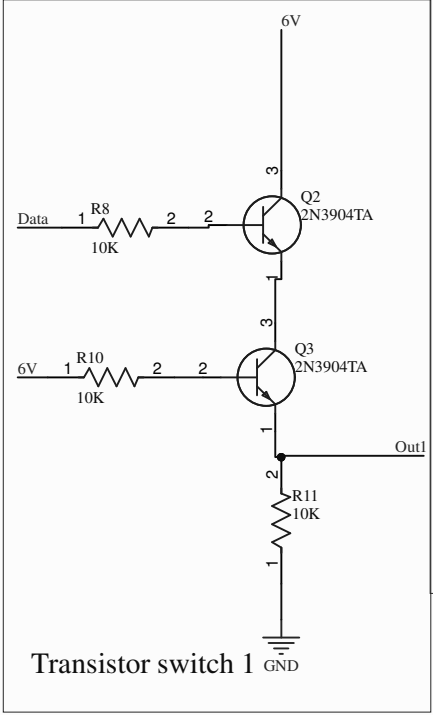 6V
3
Q2
2N3904TA
Data
1
R8
2
2
10K
1
3
Q3
2N3904TA
6V
1
R10
2
2
10K
1
Out1
2
R11
10K
1
Transistor switch 1
GND